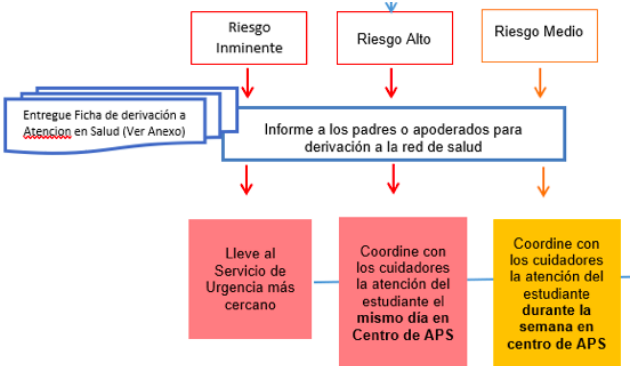 Riesgo
Inminente
Riesgo Alto
Riesgo Medio
Entregue Ficha de derivación a
Atencion en Salud (Ver Anexo)
Informe a los padres o apoderados para
derivación a la red de salud
Lleve al
Servicio de
Urgencia más
cercano
Coordine con
los cuidadores
la atención del
estudiante el
mismo día en
Centro de APS
Coordine con
los cuidadores
la atención del
estudiante
durante la
semana en
centro de APS